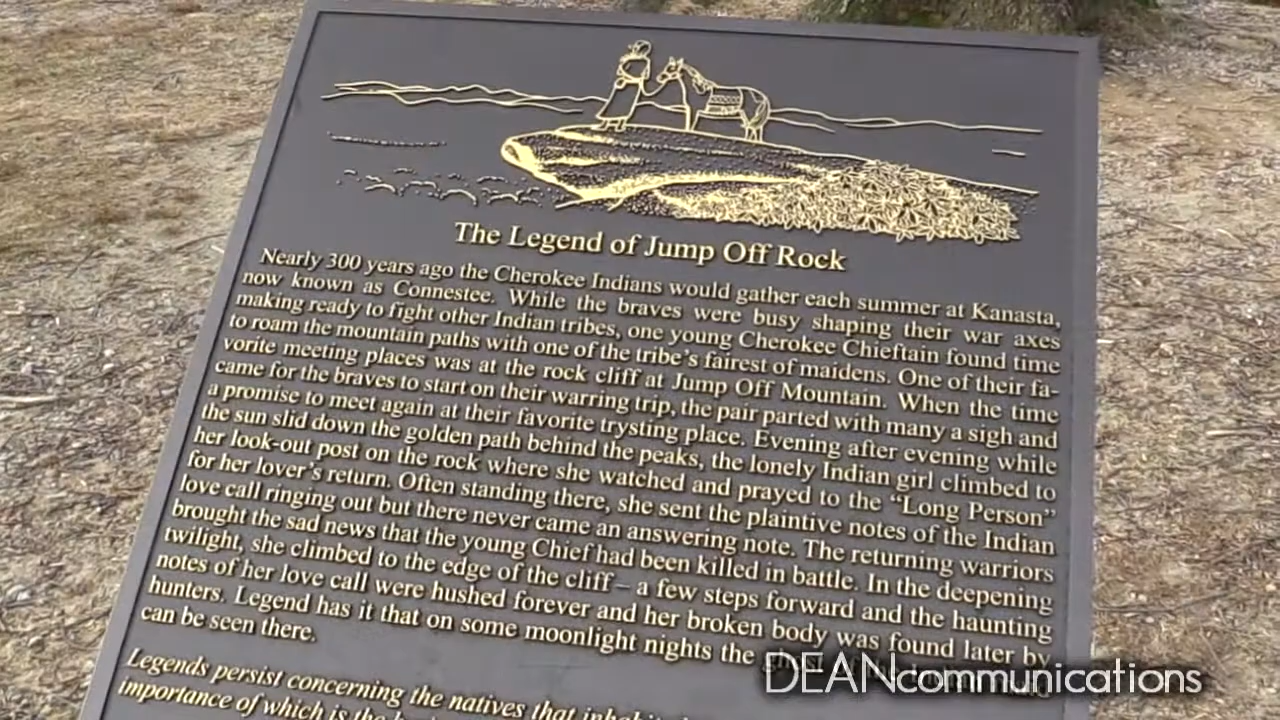 The Legend of Jump Off Rock
Nearly 300 years ago the Cherokee Indians would gather each summer at Kanasta,
now known as Connestee. While the braves were busy shaping their war axes
making ready to fight other Indian tribes, one young Cherokee Chieftain found time
to roam the mountain paths with one of the tribe's fairest of maidens. One of their fa-
vorite meeting places was at the rock cliff at Jump Off Mountain. When the time
came for the braves to start on their warring trip, the pair parted with many a sigh and
a promise to meet again at their favorite trysting place. Evening after evening while
the sun slid down the golden path behind the peaks, the lonely Indian girl climbed to
her look-out post on the rock where she watched and prayed to the "Long Person"
for her lover's return. Often standing there, she sent the plaintive notes of the Indian
love call ringing out but there never came an answering note. The returning warriors
brought the sad news that the young Chief had been killed in battle. In the deepening
twilight, she climbed to the edge of the cliff – a few steps forward and the haunting
notes of her love call were hushed forever and her broken body was found later by
hunters. Legend has it that on some moonlight nights the
can be seen there.
Legends persist concerning the natives that
importance of which is the
DEANcommunications